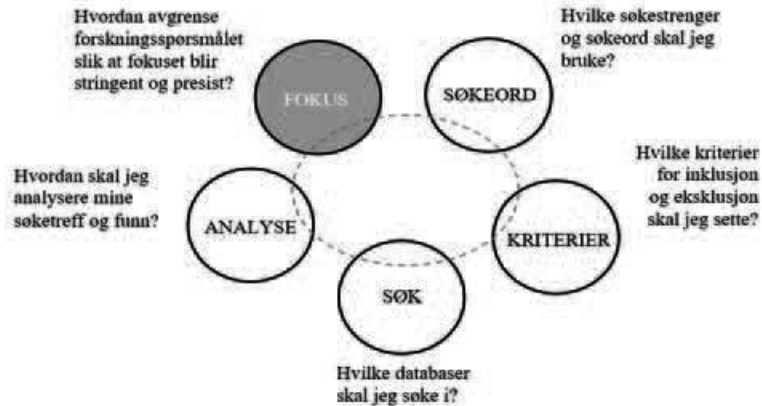 Hvordan avgrense
forskningsspørsmålet
slik at fokuset blir
stringent og presist?
FOKUS
Hvilke søkestrenger
og søkeord skal jeg
bruke?
SØKEORD
Hvilke kriterier
for inklusjon
og eksklusjon
skal jeg sette?
KRITERIER
SØK
Hvilke databaser
skal jeg søke i?
Hvordan skal jeg
analysere mine
søketreff og funn?
ANALYSE